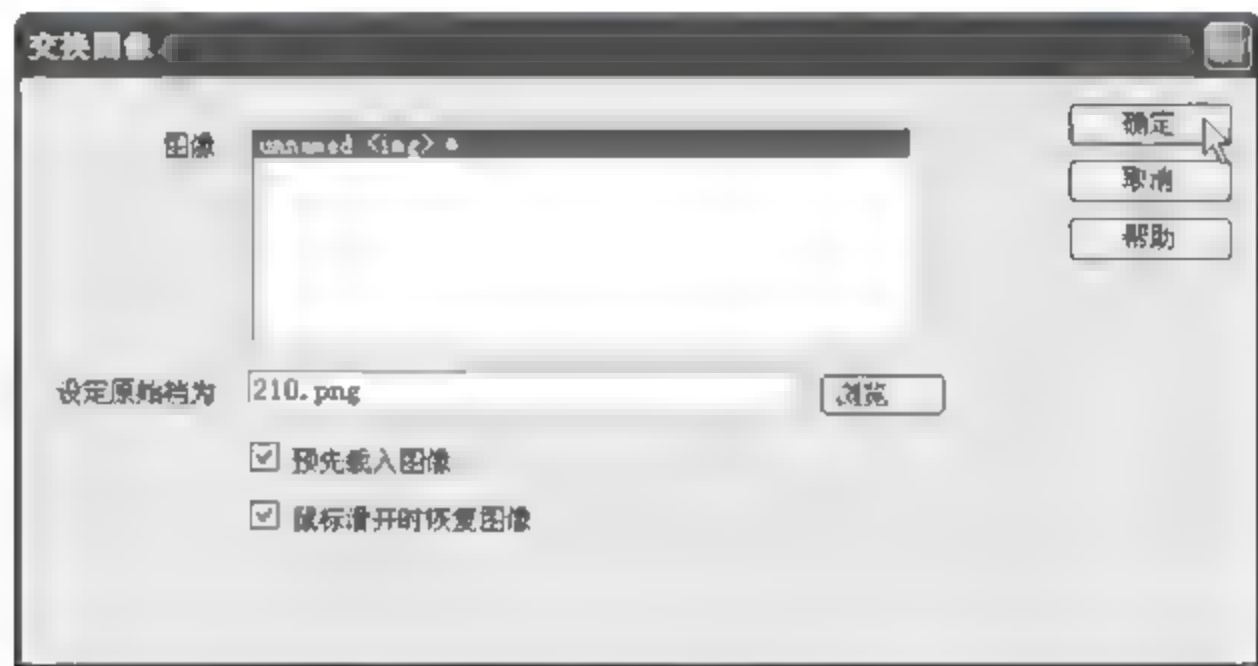 交换图像
图像
unnamed <img> *
确定
取消
帮助
设定原始档为
210.png
浏览
预先载入图像
鼠标滑开时恢复图像